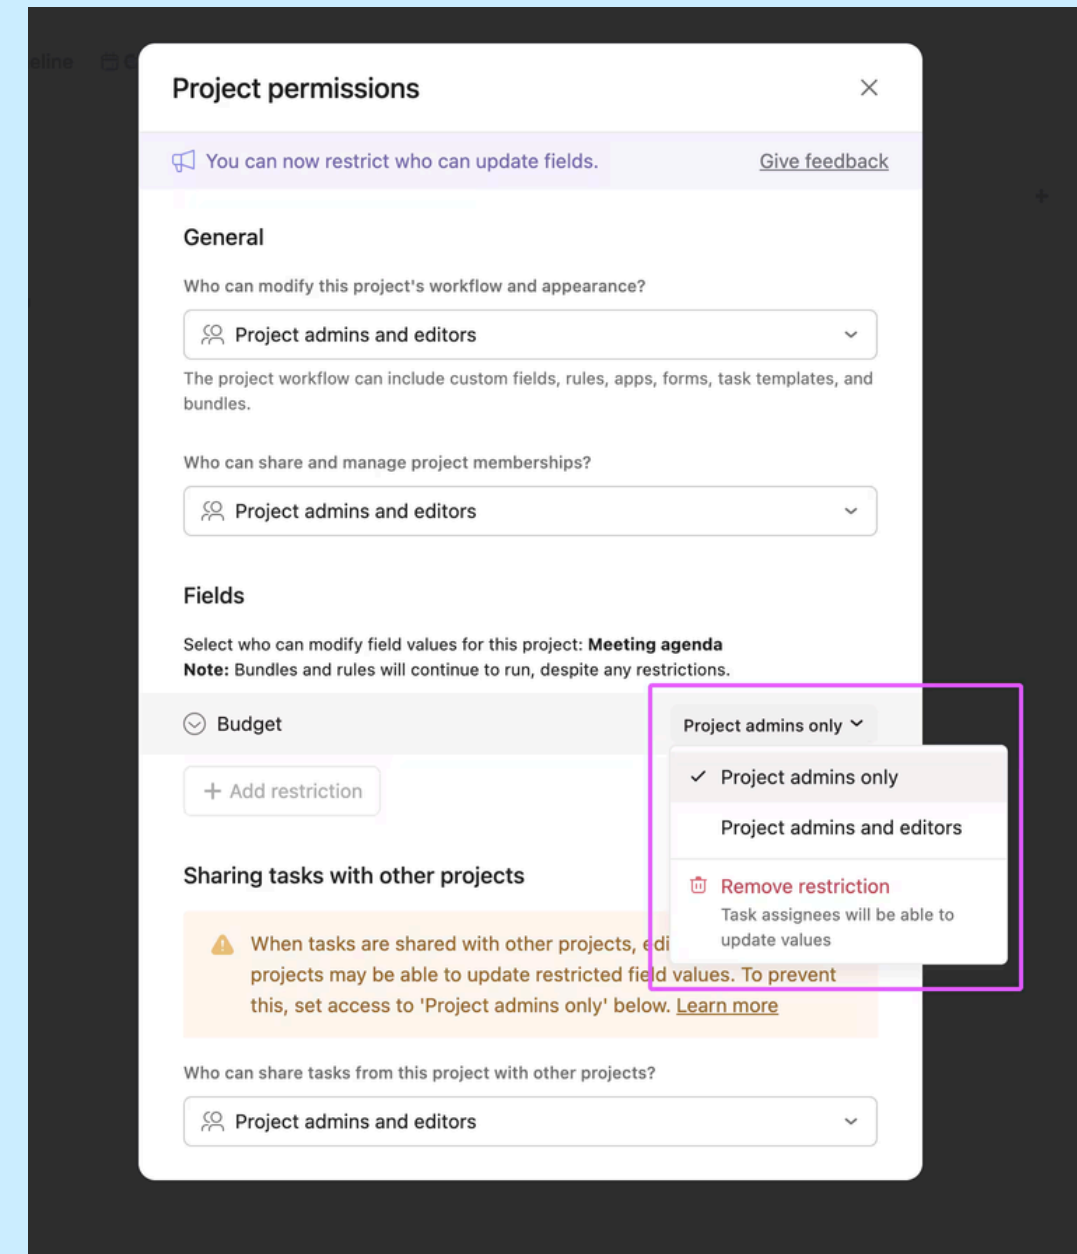 eline
Project permissions
You can now restrict who can update fields.
Give feedback
General
Who can modify this project's workflow and appearance?
Project admins and editors
The project workflow can include custom fields, rules, apps, forms, task templates, and
bundles.
Who can share and manage project memberships?
Project admins and editors
Fields
Select who can modify field values for this project: Meeting agenda
Note: Bundles and rules will continue to run, despite any restrictions.
Budget
Project admins only
Project admins only
Project admins and editors
Remove restriction
Task assignees will be able to
update values
+ Add restriction
Sharing tasks with other projects
When tasks are shared with other projects, edi
projects may be able to update restricted field values. To prevent
this, set access to 'Project admins only' below. Learn more
Who can share tasks from this project with other projects?
Project admins and editors